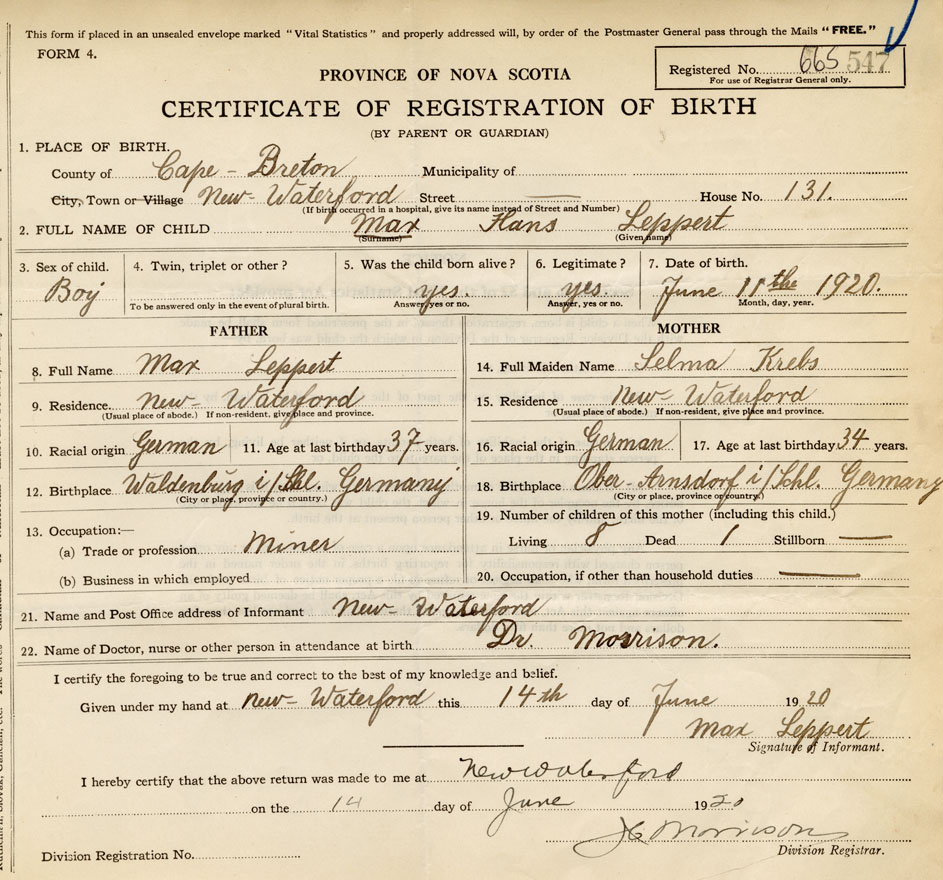 This form if placed in an unsealed envelope marked "Vital Statistics" and properly addressed will, by order of the Postmaster General pass through the Mails "FREE."
FORM 4.
Registered No. 665 547
For use of Registrar General only.
PROVINCE OF NOVA SCOTIA
CERTIFICATE OF REGISTRATION OF BIRTH
(BY PARENT OR GUARDIAN)
1. PLACE OF BIRTH.
County of Cape - Breton Municipality of
City, Town or Village New-Waterford Street House No. 131.
(If birth occurred in a hospital, give its name instead of Street and Number)
2. FULL NAME OF CHILD Max Hans Leppert
(Surname) (Given name)
3. Sex of child. 4. Twin, triplet or other? 5. Was the child born alive? 6. Legitimate? 7. Date of birth.
Boy yes. yes. June 11the 1920.
To be answered only in the event of plural birth. Answer, yes or no. Answer, yes or no. Month, day, year.
FATHER
8. Full Name Max Leppert
9. Residence New-Waterford
(Usual place of abode.) If non-resident, give place and province.
10. Racial origin German 11. Age at last birthday 37 years.
12. Birthplace Waldenburg i/Schl. Germany
(City or place, province or country.)
13. Occupation:—
(a) Trade or profession Miner
(b) Business in which employed
MOTHER
14. Full Maiden Name Selma Krebs
15. Residence New-Waterford
(Usual place of abode.) If non-resident, give place and province.
16. Racial origin German 17. Age at last birthday 34 years.
18. Birthplace Ober-Arnsdorf i/Schl. Germany
(City or place, province or country.)
19. Number of children of this mother (including this child.)
Living 8 Dead 1 Stillborn —
20. Occupation, if other than household duties —
21. Name and Post Office address of Informant New-Waterford
22. Name of Doctor, nurse or other person in attendance at birth Dr. Morrison.
I certify the foregoing to be true and correct to the best of my knowledge and belief.
Given under my hand at New-Waterford this 14th day of June 1920
Max Leppert
Signature of Informant.
I hereby certify that the above return was made to me at New Waterford
on the 14 day of June 1920
JC Morrison
Division Registrar.
Division Registration No.